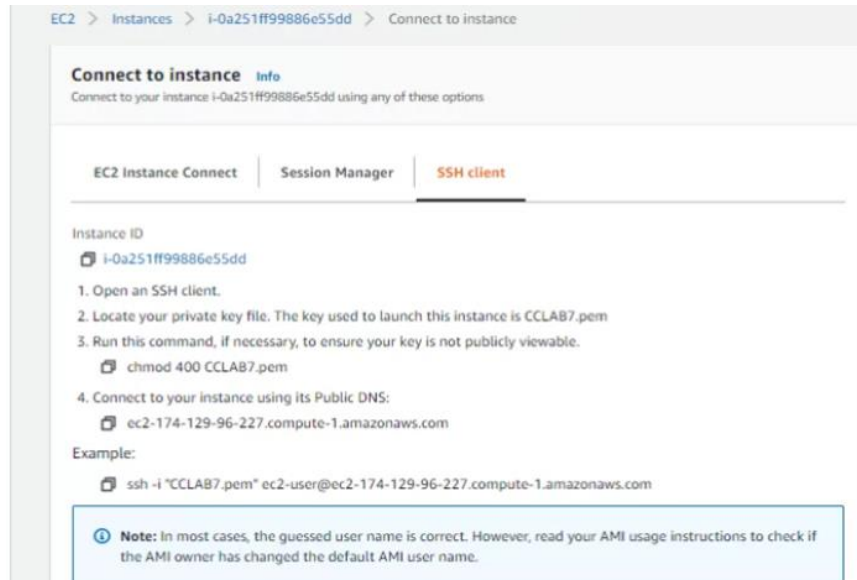 EC2 > Instances > i-0a251ff99886e55dd > Connect to instance
Connect to instance Info
Connect to your instance i-0a251ff99886e55dd using any of these options
EC2 Instance Connect Session Manager SSH client
Instance ID
i-0a251ff99886e55dd
1. Open an SSH client.
2. Locate your private key file. The key used to launch this instance is CCLAB7.pem
3. Run this command, if necessary, to ensure your key is not publicly viewable.
chmod 400 CCLAB7.pem
4. Connect to your instance using its Public DNS:
ec2-174-129-96-227.compute-1.amazonaws.com
Example:
ssh -i "CCLAB7.pem" ec2-user@ec2-174-129-96-227.compute-1.amazonaws.com
Note: In most cases, the guessed user name is correct. However, read your AMI usage instructions to check if
the AMI owner has changed the default AMI user name.